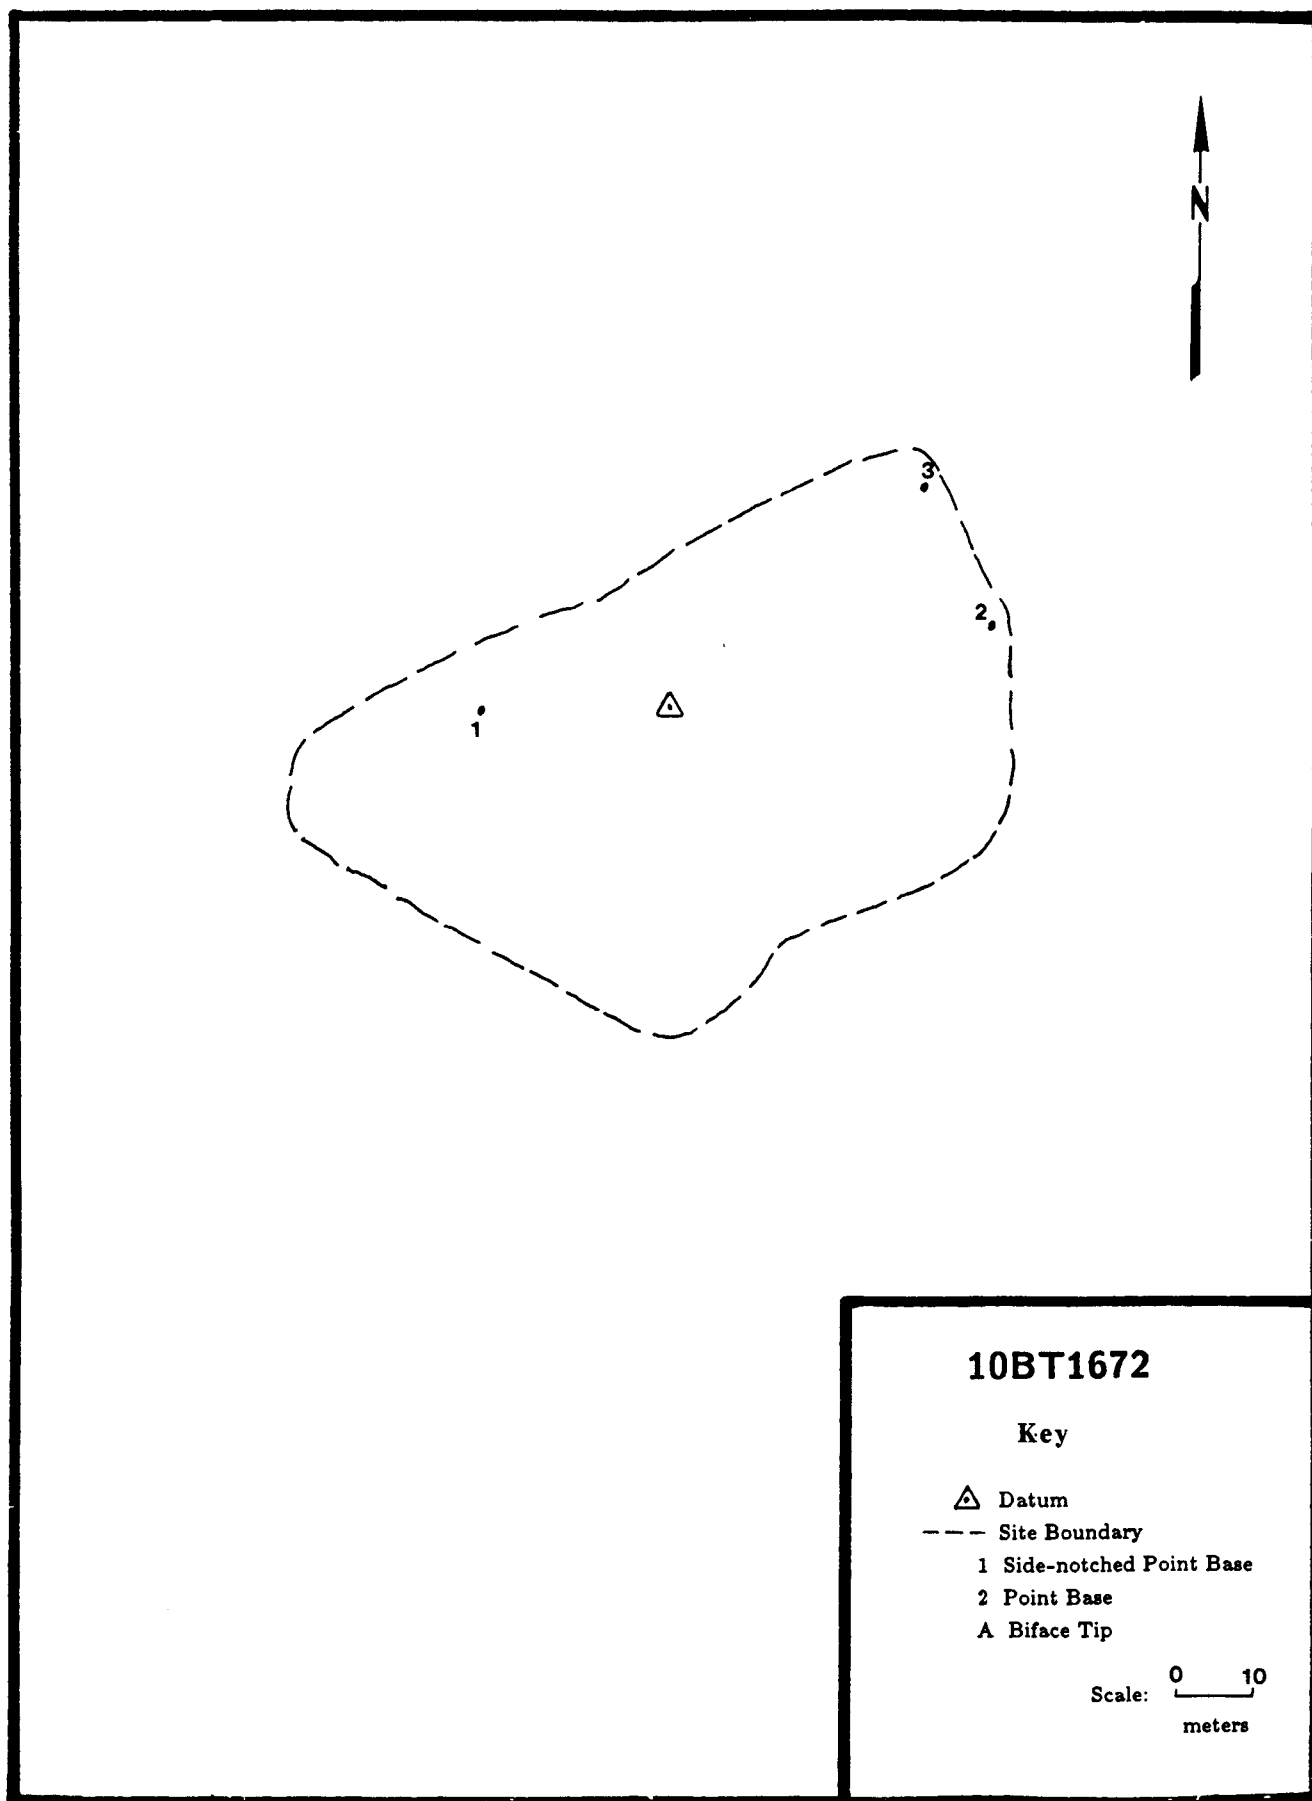 N
3
2
1
10BT1672
Key
Datum
Site Boundary
1 Side-notched Point Base
2 Point Base
A Biface Tip
0 10
Scale:
meters